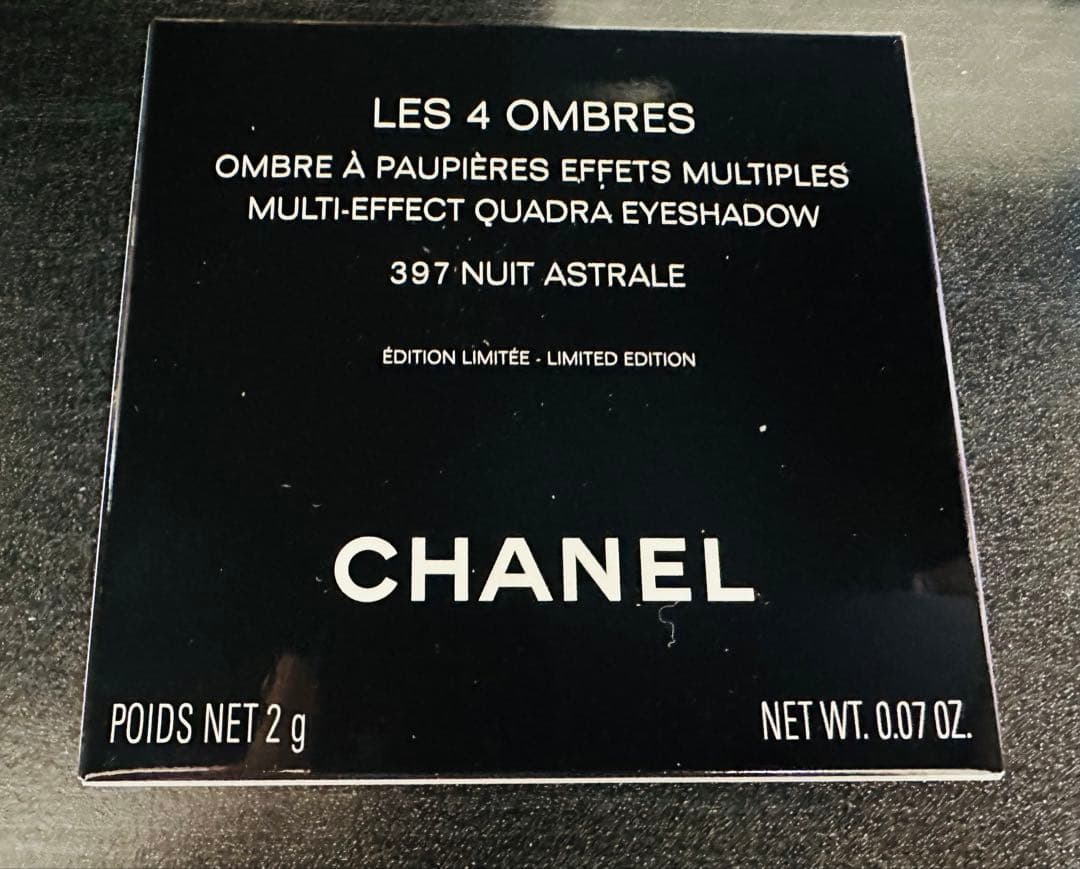 LES 4 OMBRES
OMBRE À PAUPIÈRES EFFETS MULTIPLES
MULTI-EFFECT QUADRA EYESHADOW
397 NUIT ASTRALE
ÉDITION LIMITÉE - LIMITED EDITION
CHANEL
POIDS NET 2 g
NET WT. 0.07 OZ.